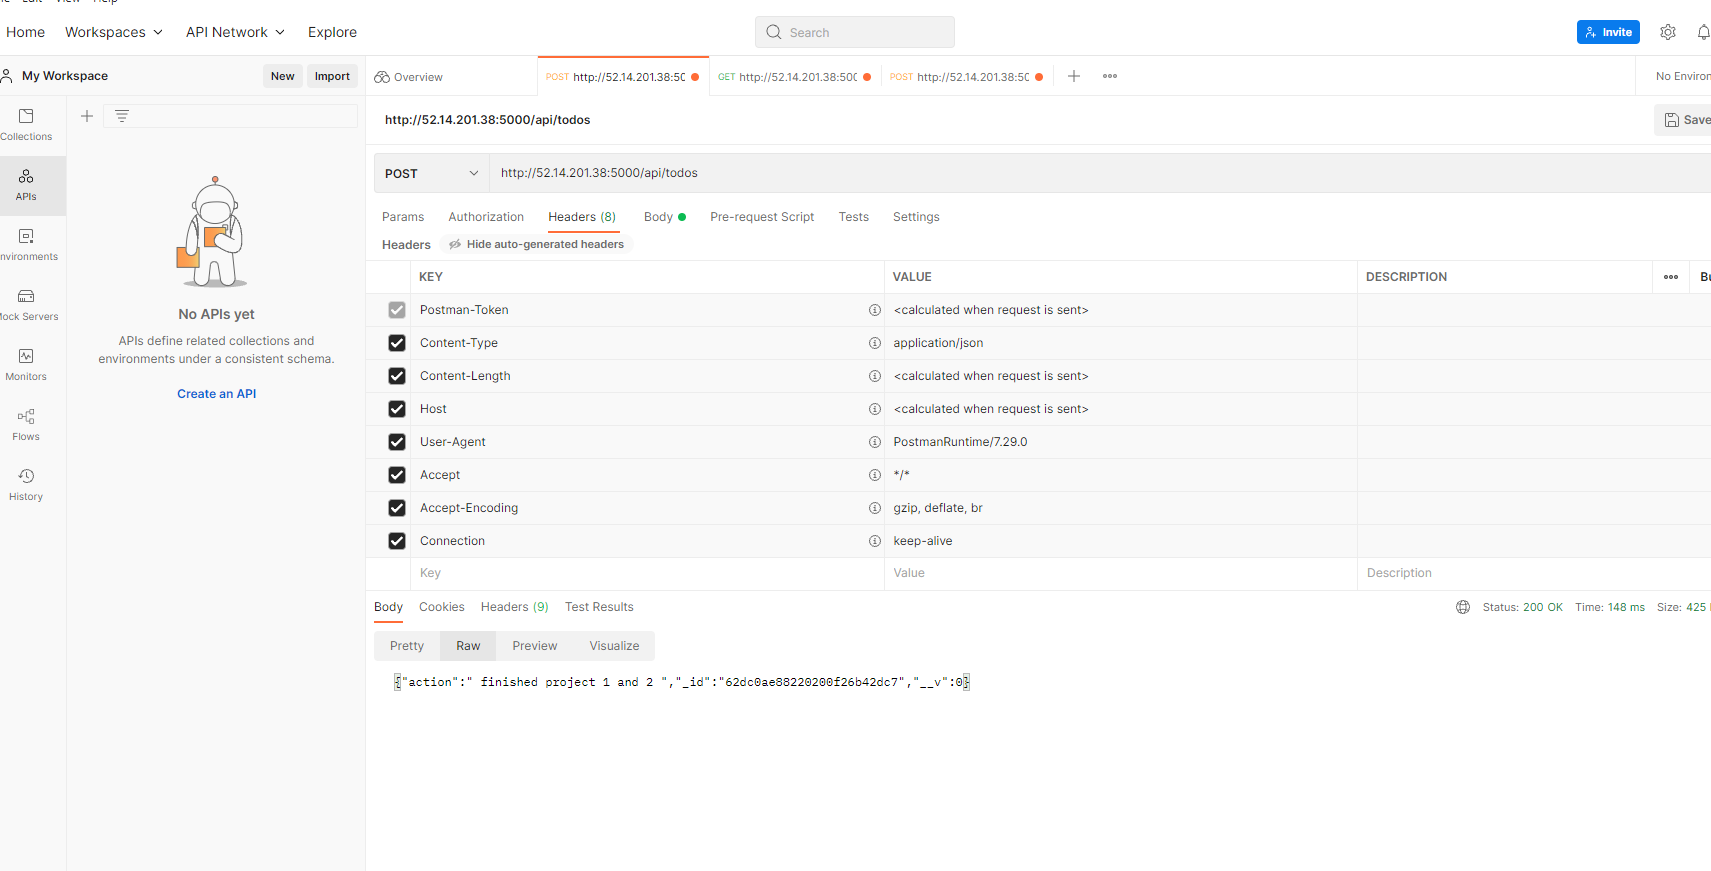 Edit View Help
Home Workspaces API Network Explore Search Invite
My Workspace New Import Overview POST http://52.14.201.38:50 GET http://52.14.201.38:500 POST http://52.14.201.38:50 No Environ
Collections
APIs
nvironments
Mock Servers
Monitors
Flows
History
No APIs yet
APIs define related collections and
environments under a consistent schema.
Create an API
http://52.14.201.38:5000/api/todos Save
POST http://52.14.201.38:5000/api/todos
Params Authorization Headers (8) Body Pre-request Script Tests Settings
Headers Hide auto-generated headers
KEY VALUE DESCRIPTION ••• Bu
Postman-Token <calculated when request is sent>
Content-Type application/json
Content-Length <calculated when request is sent>
Host <calculated when request is sent>
User-Agent PostmanRuntime/7.29.0
Accept */*
Accept-Encoding gzip, deflate, br
Connection keep-alive
Key Value Description
Body Cookies Headers (9) Test Results Status: 200 OK Time: 148 ms Size: 425
Pretty Raw Preview Visualize
{"action":" finished project 1 and 2 ","_id":"62dc0ae88220200f26b42dc7","__v":0}